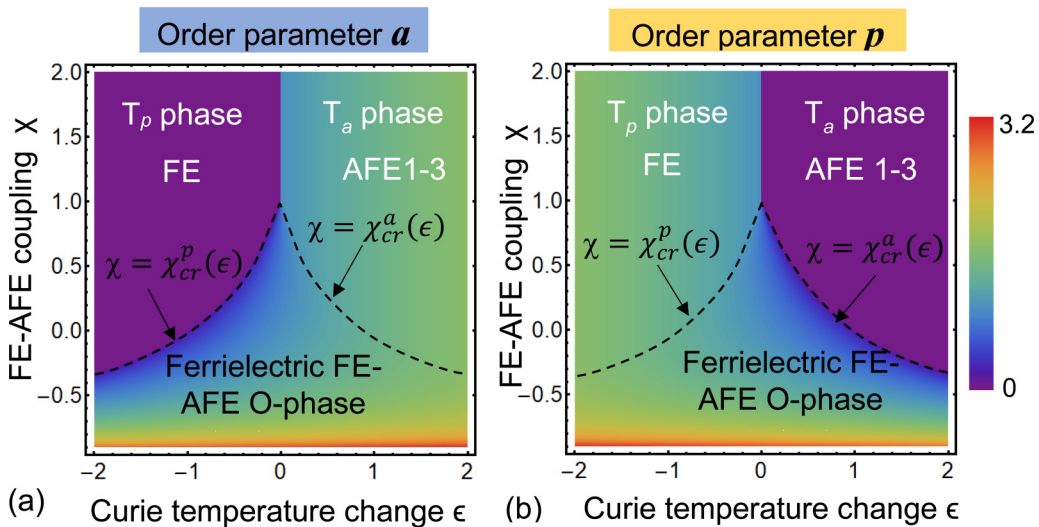 Order parameter a
Order parameter p
2.0
1.5
1.0
0.5
0.0
−0.5
FE-AFE coupling χ
Tp phase
FE
Ta phase
AFE1-3
χ = χ_cr^p(ϵ)
χ = χ_cr^a(ϵ)
Ferrielectric FE-
AFE O-phase
−2 −1 0 1 2
(a) Curie temperature change ϵ
2.0
1.5
1.0
0.5
0.0
−0.5
FE-AFE coupling χ
Tp phase
FE
Ta phase
AFE 1-3
χ = χ_cr^p(ϵ)
χ = χ_cr^a(ϵ)
Ferrielectric FE-
AFE O-phase
−2 −1 0 1 2
(b) Curie temperature change ϵ
3.2
0